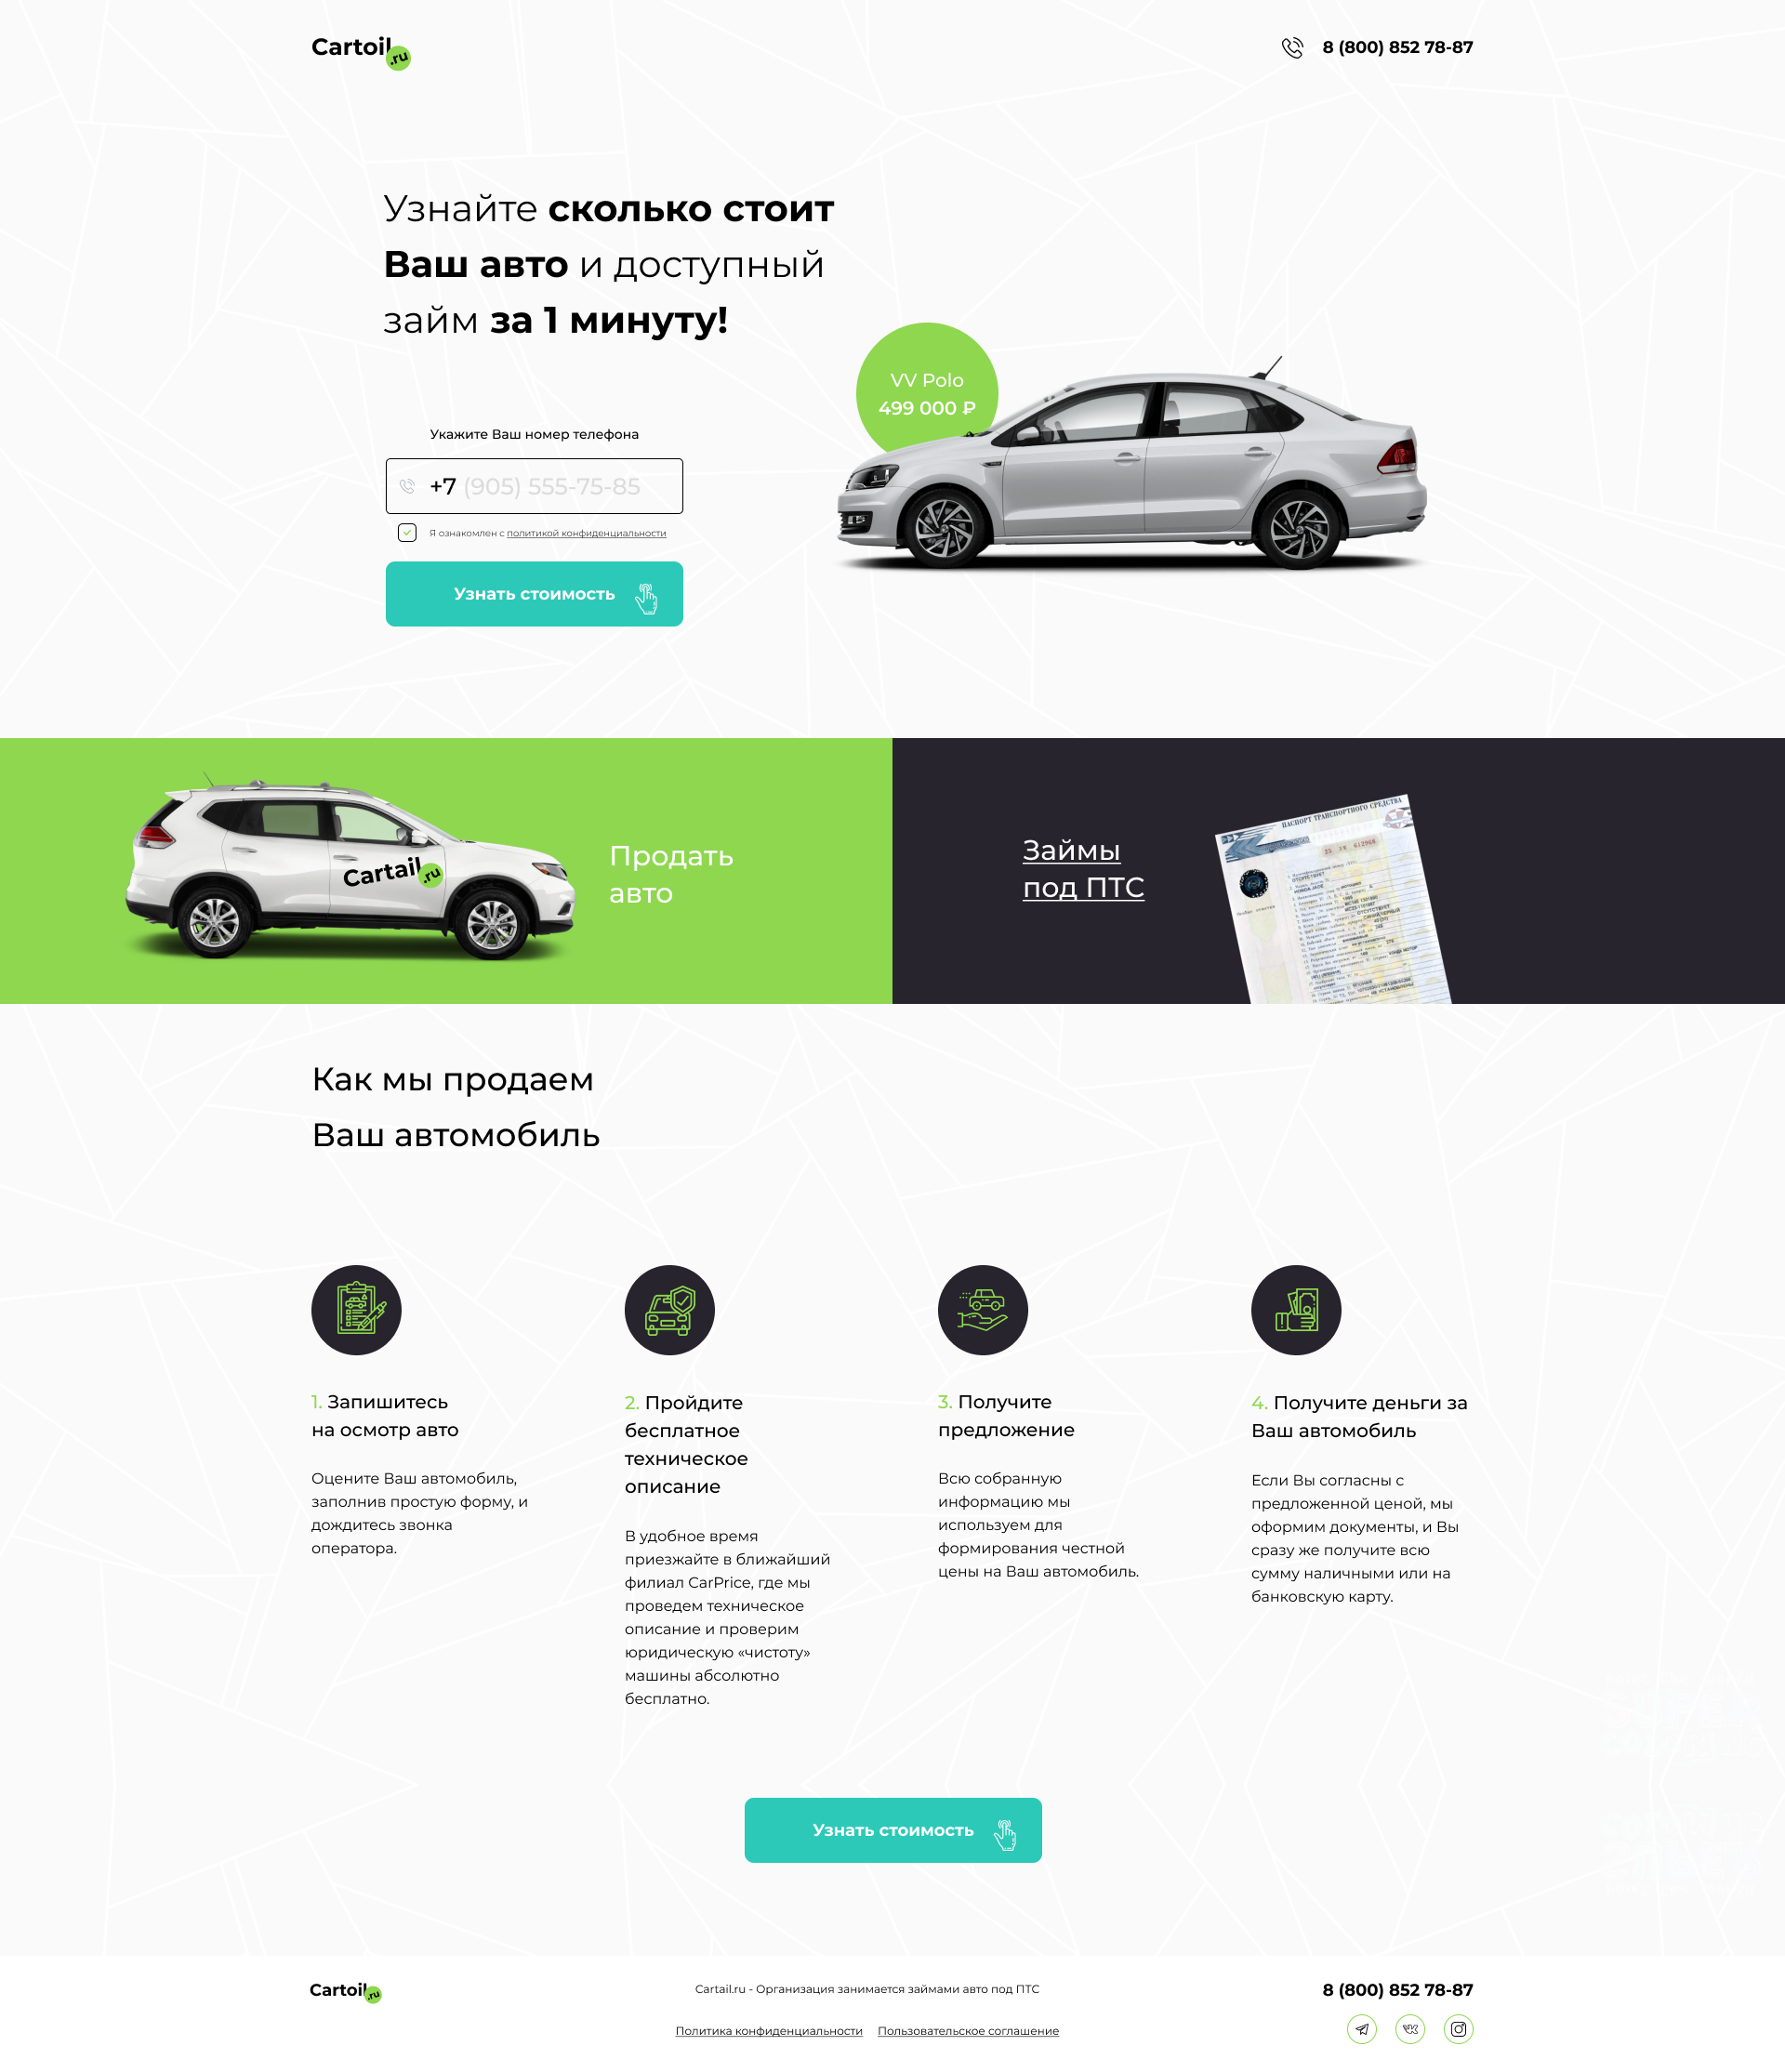 Cartoil.ru
8 (800) 852 78-87
Узнайте сколько стоит
Ваш авто и доступный
займ за 1 минуту!
VV Polo
499 000 ₽
Укажите Ваш номер телефона
+7 (905) 555-75-85
Я ознакомлен с политикой конфиденциальности
Узнать стоимость
Cartail.ru
Продать
авто
Займы
под ПТС
ПАСПОРТ ТРАНСПОРТНОГО СРЕДСТВА
Как мы продаем
Ваш автомобиль
1. Запишитесь
на осмотр авто
Оцените Ваш автомобиль,
заполнив простую форму, и
дождитесь звонка
оператора.
2. Пройдите
бесплатное
техническое
описание
В удобное время
приезжайте в ближайший
филиал CarPrice, где мы
проведем техническое
описание и проверим
юридическую «чистоту»
машины абсолютно
бесплатно.
3. Получите
предложение
Всю собранную
информацию мы
используем для
формирования честной
цены на Ваш автомобиль.
4. Получите деньги за
Ваш автомобиль
Если Вы согласны с
предложенной ценой, мы
оформим документы, и Вы
сразу же получите всю
сумму наличными или на
банковскую карту.
Узнать стоимость
Cartoil.ru
Cartail.ru - Организация занимается займами авто под ПТС
8 (800) 852 78-87
Политика конфиденциальности Пользовательское соглашение